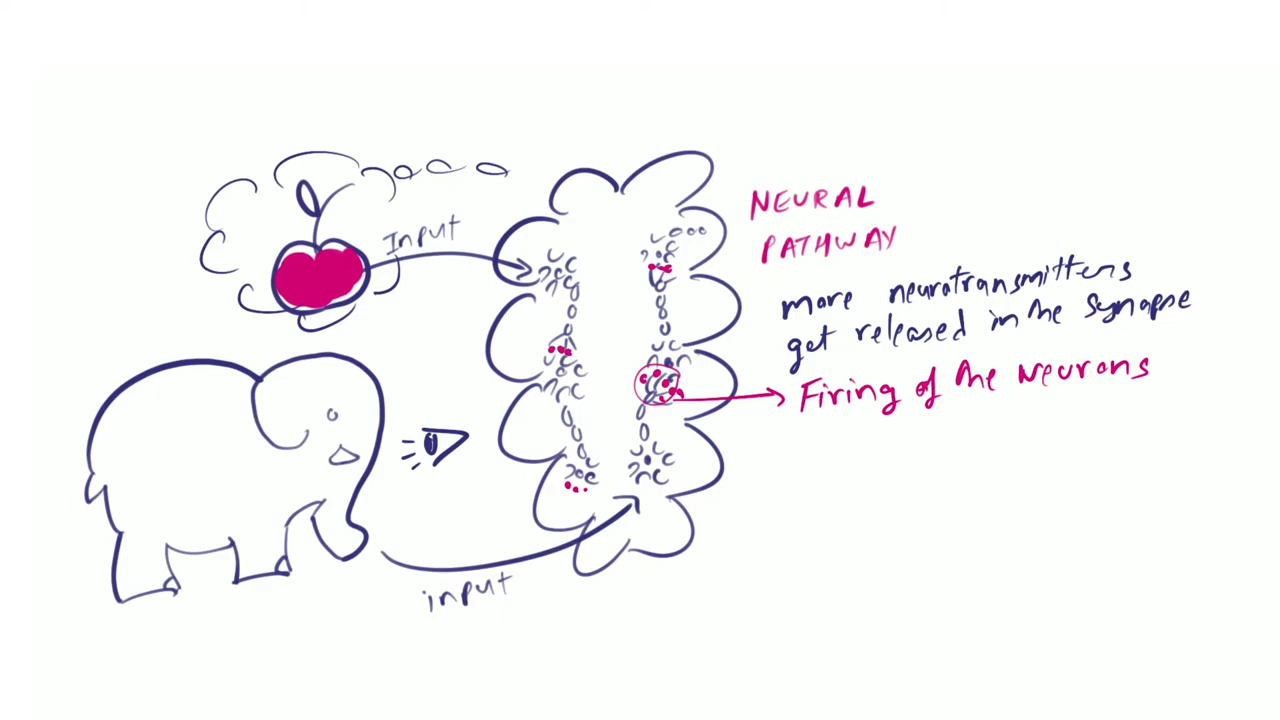 Input
NEURAL
PATHWAY
more neurotransmitters
get released in the synapse
Firing of the Neurons
input